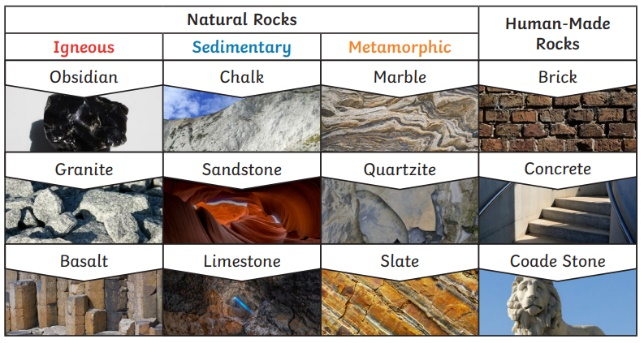 Natural Rocks
Human-Made
Rocks
Igneous
Sedimentary
Metamorphic
Obsidian
Chalk
Marble
Brick
Granite
Sandstone
Quartzite
Concrete
Basalt
Limestone
Slate
Coade Stone